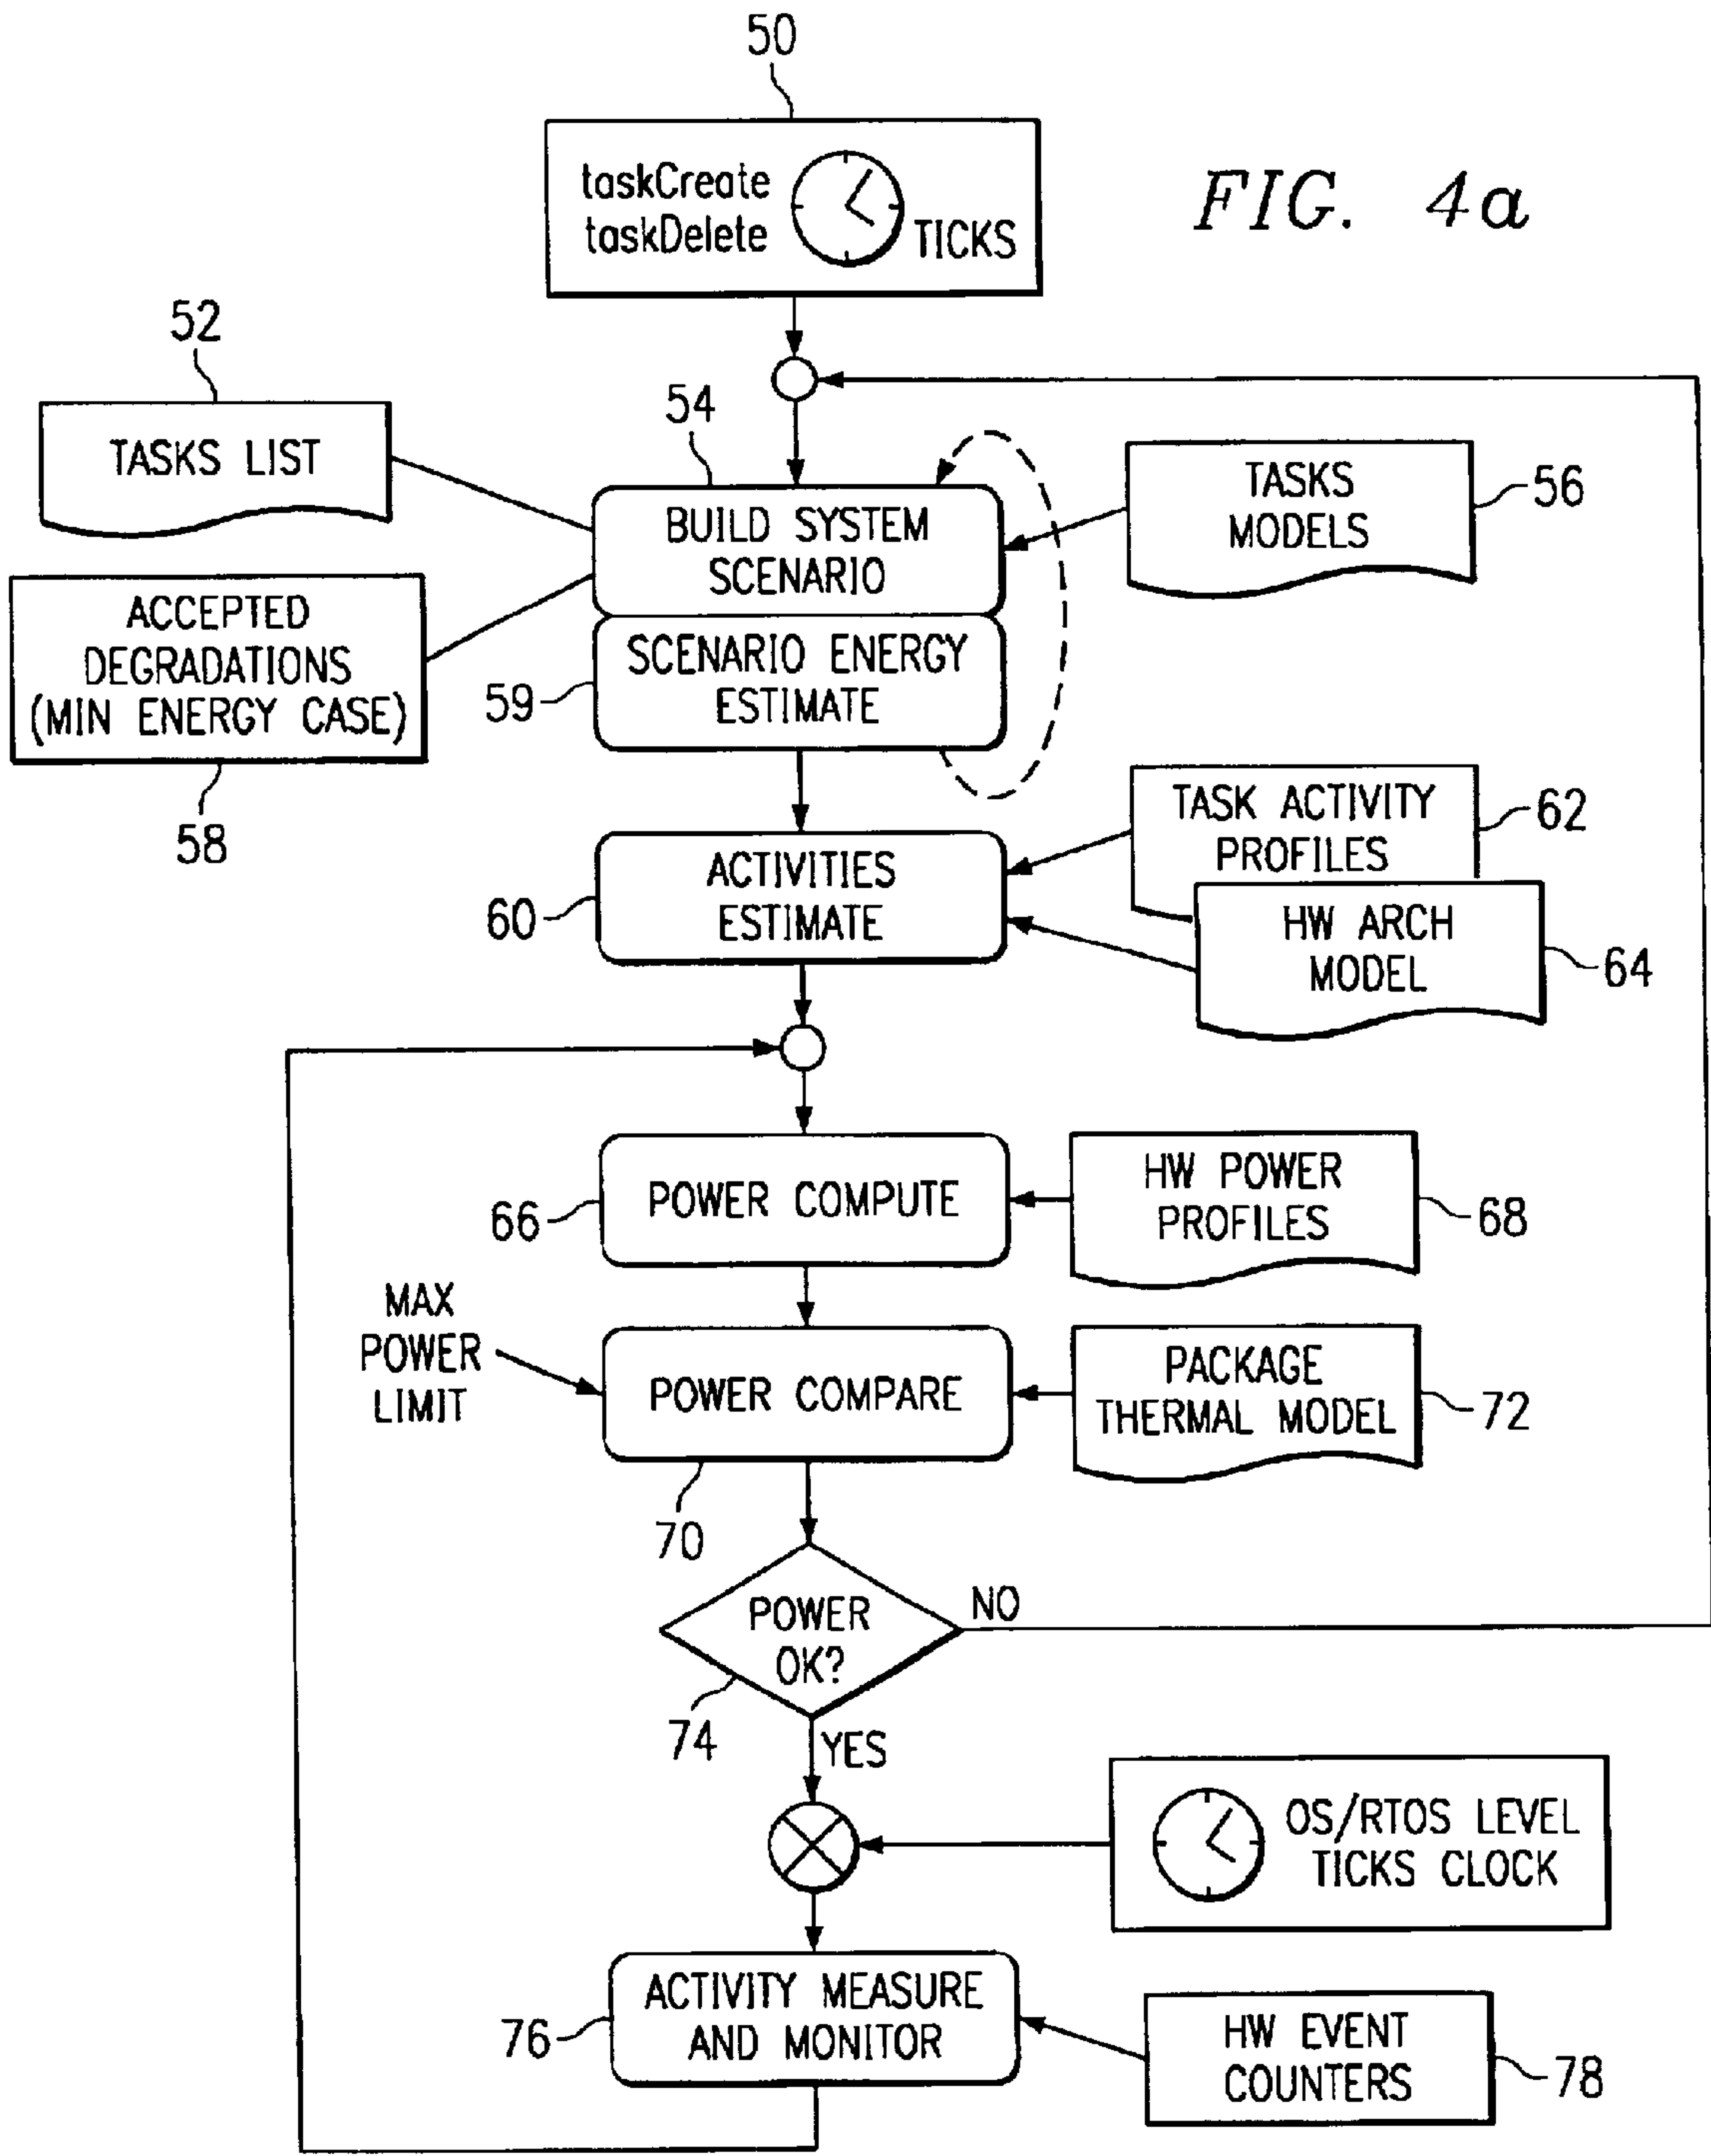 50
taskCreate
taskDelete
TICKS
FIG. 4a
52
TASKS LIST
54
BUILD SYSTEM
SCENARIO
TASKS
MODELS
56
ACCEPTED
DEGRADATIONS
(MIN ENERGY CASE)
58
SCENARIO ENERGY
ESTIMATE
59
TASK ACTIVITY
PROFILES
62
ACTIVITIES
ESTIMATE
60
HW ARCH
MODEL
64
POWER COMPUTE
66
HW POWER
PROFILES
68
MAX
POWER
LIMIT
POWER COMPARE
70
PACKAGE
THERMAL MODEL
72
POWER
OK?
NO
74
YES
OS/RTOS LEVEL
TICKS CLOCK
ACTIVITY MEASURE
AND MONITOR
76
HW EVENT
COUNTERS
78